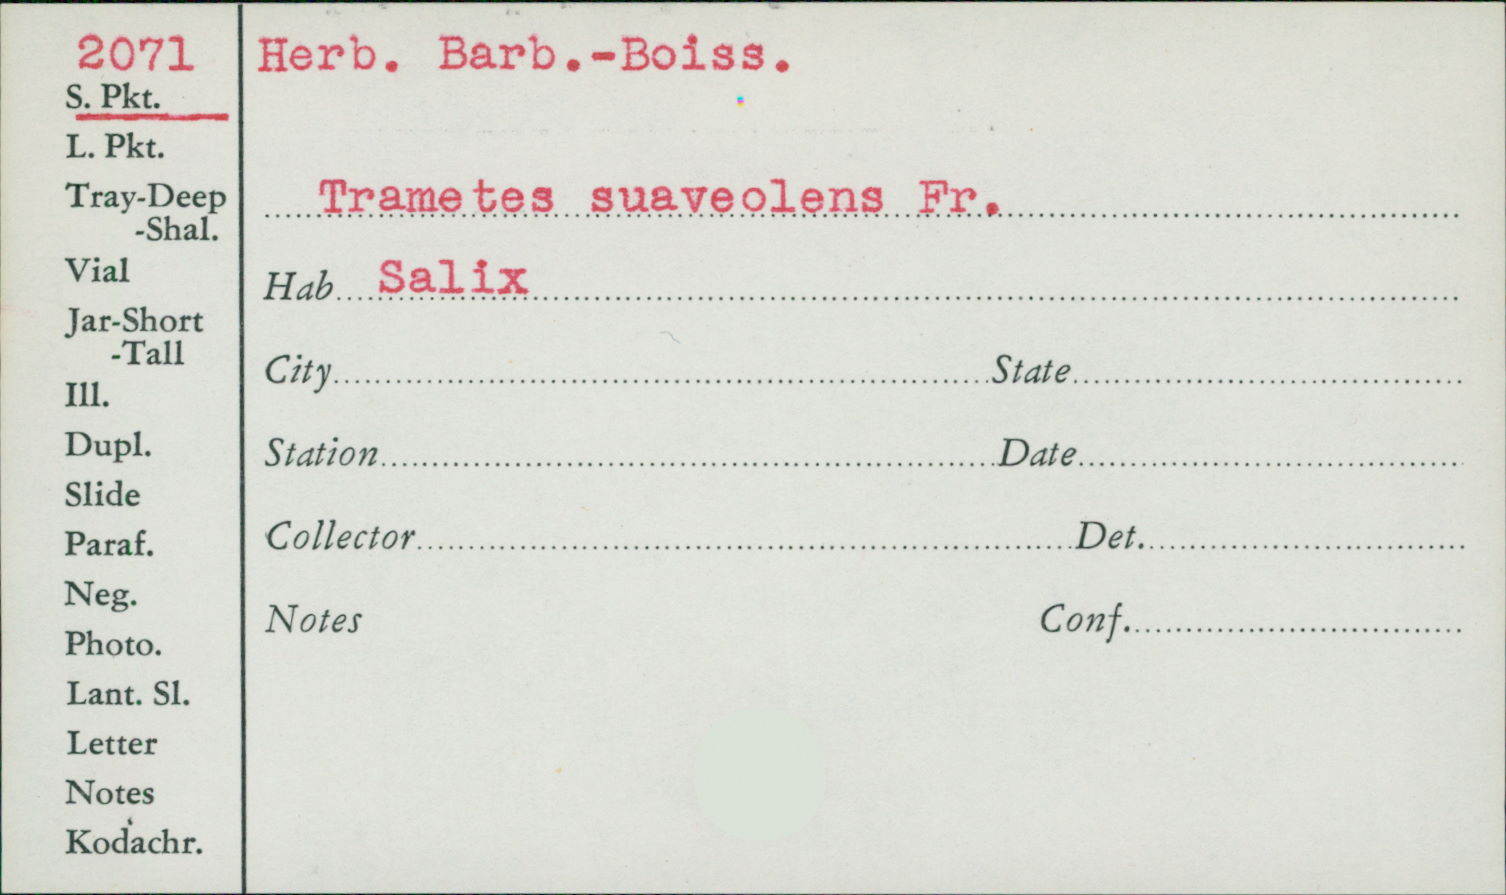 2071
S. Pkt.
L. Pkt.
Tray-Deep
-Shal.
Vial
Jar-Short
-Tall
Ill.
Dupl.
Slide
Paraf.
Neg.
Photo.
Lant. Sl.
Letter
Notes
Kodachr.
Herb. Barb.-Boiss.
Trametes suaveolens Fr.
Hab Salix
City State
Station Date
Collector Det.
Notes Conf.